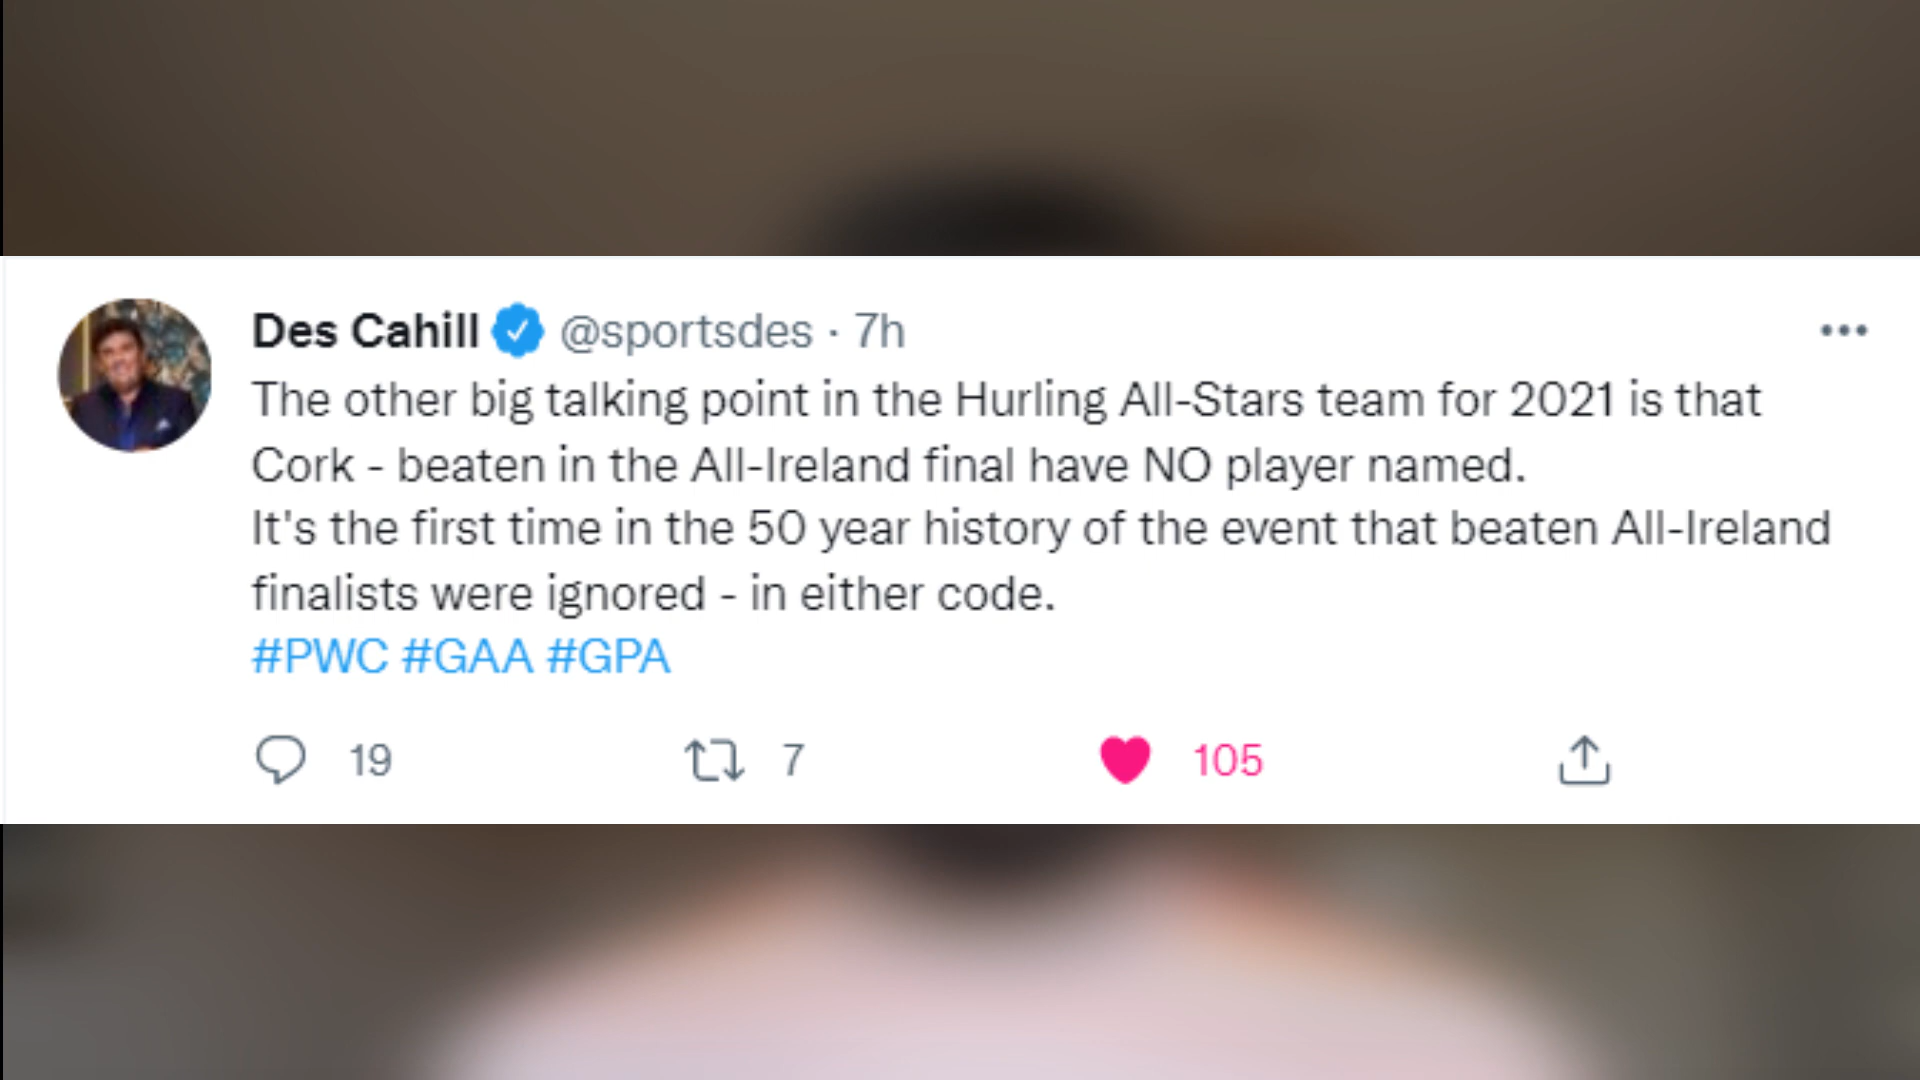 Des Cahill @sportsdes · 7h
The other big talking point in the Hurling All-Stars team for 2021 is that
Cork - beaten in the All-Ireland final have NO player named.
It's the first time in the 50 year history of the event that beaten All-Ireland
finalists were ignored - in either code.
#PWC #GAA #GPA
19 7 105